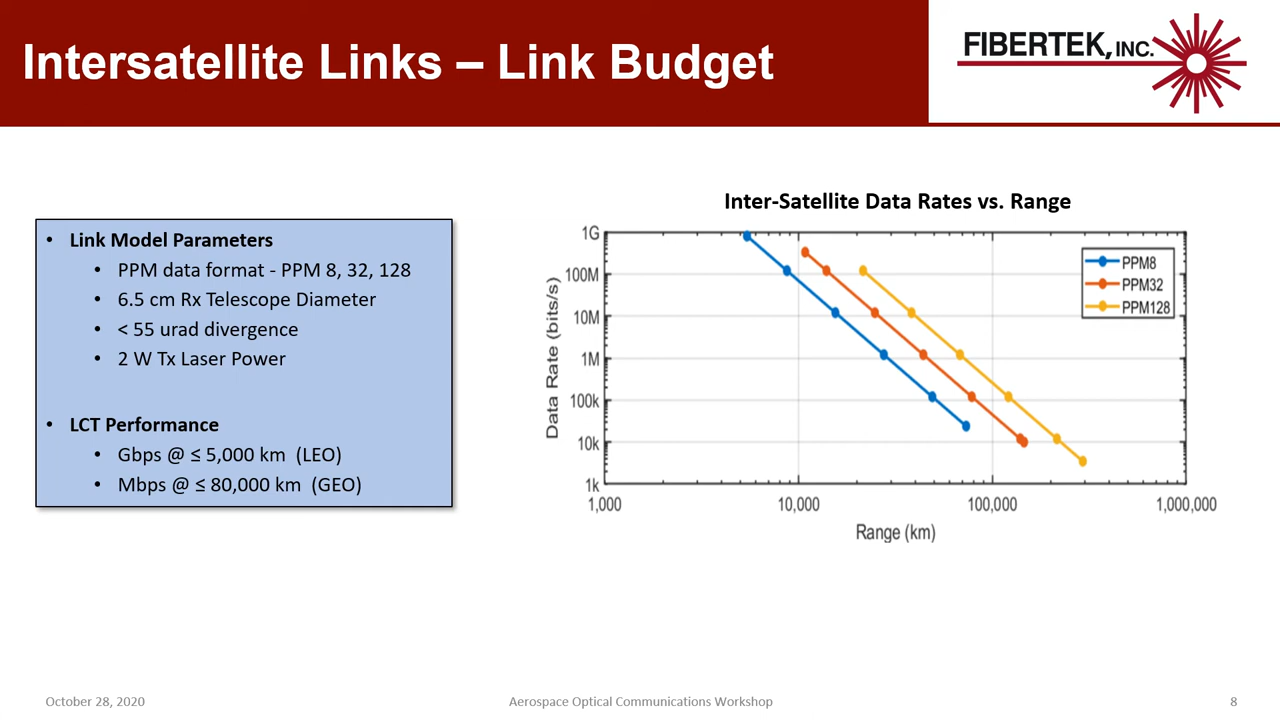 Intersatellite Links – Link Budget
FIBERTEK, INC.
• Link Model Parameters
• PPM data format - PPM 8, 32, 128
• 6.5 cm Rx Telescope Diameter
• < 55 urad divergence
• 2 W Tx Laser Power
• LCT Performance
• Gbps @ ≤ 5,000 km (LEO)
• Mbps @ ≤ 80,000 km (GEO)
Inter-Satellite Data Rates vs. Range
Data Rate (bits/s)
1G
100M
10M
1M
100k
10k
1k
PPM8
PPM32
PPM128
1,000 10,000 100,000 1,000,000
Range (km)
October 28, 2020 Aerospace Optical Communications Workshop 8